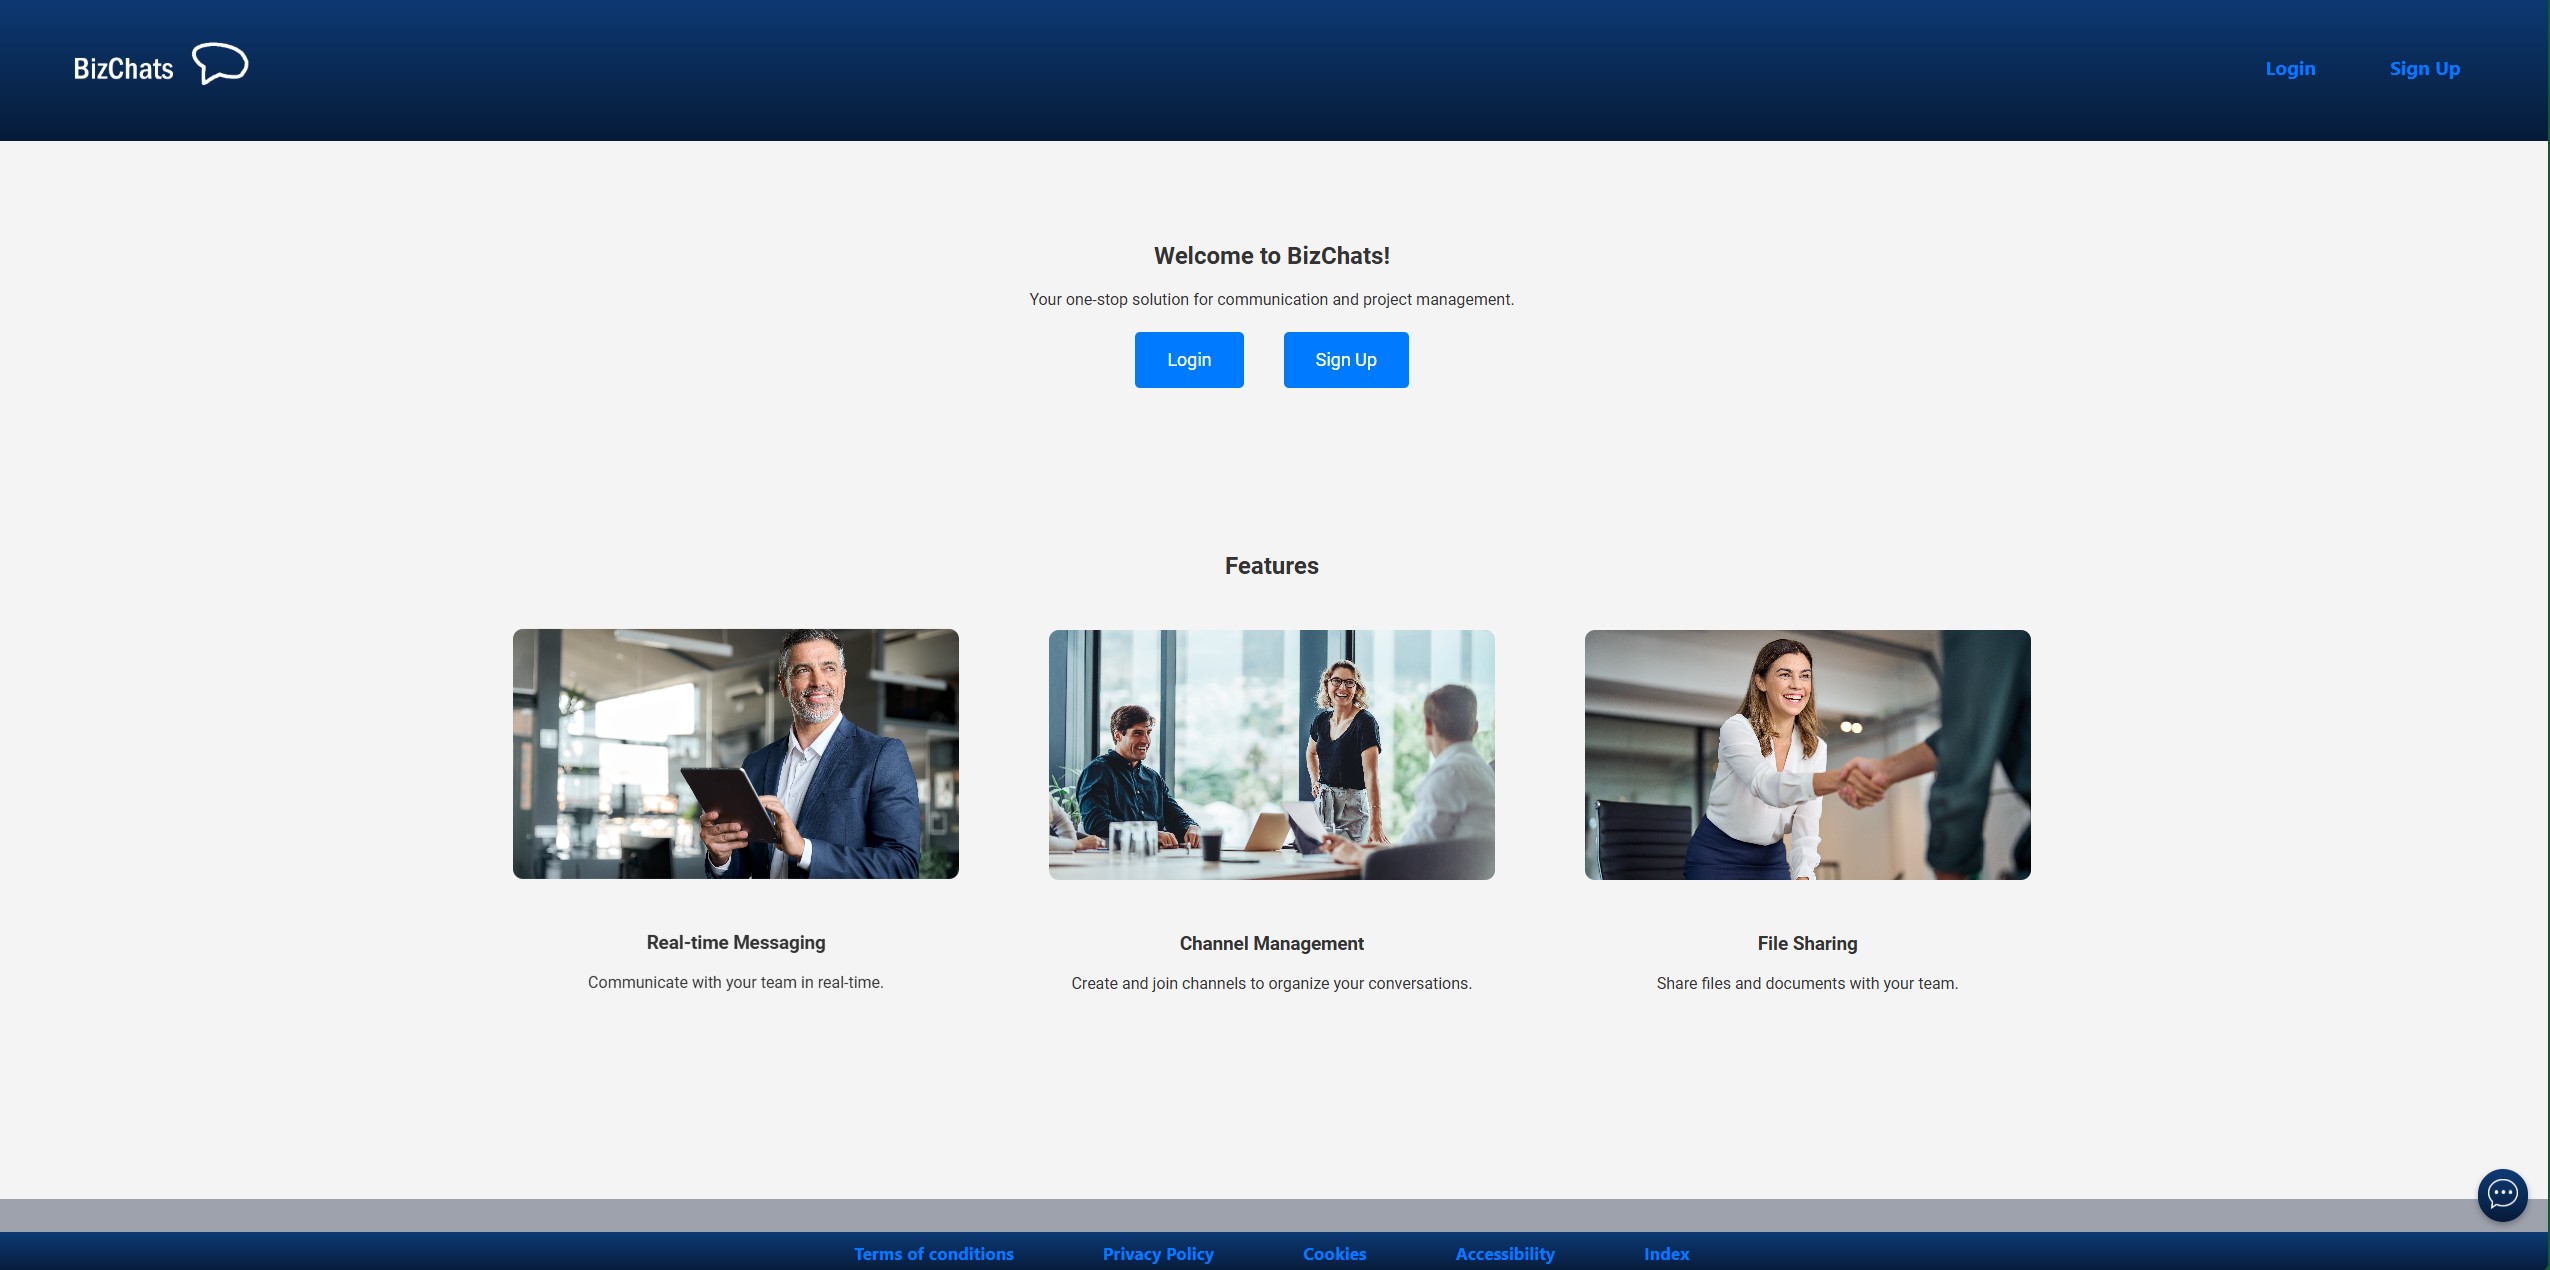 BizChats
Login
Sign Up
Welcome to BizChats!
Your one-stop solution for communication and project management.
Login
Sign Up
Features
Real-time Messaging
Communicate with your team in real-time.
Channel Management
Create and join channels to organize your conversations.
File Sharing
Share files and documents with your team.
Terms of conditions
Privacy Policy
Cookies
Accessibility
Index